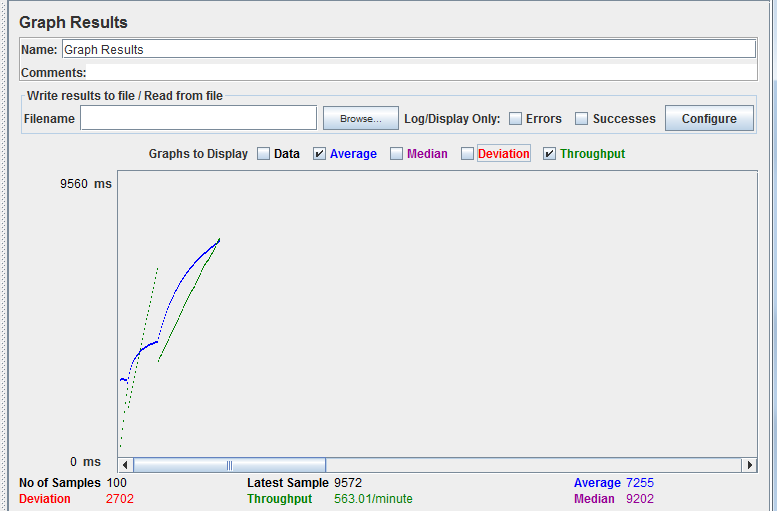 Graph Results
Name: Graph Results
Comments:
Write results to file / Read from file
Filename Browse... Log/Display Only: Errors Successes Configure
Graphs to Display Data Average Median Deviation Throughput
9560 ms
0 ms
No of Samples 100 Latest Sample 9572 Average 7255
Deviation 2702 Throughput 563.01/minute Median 9202